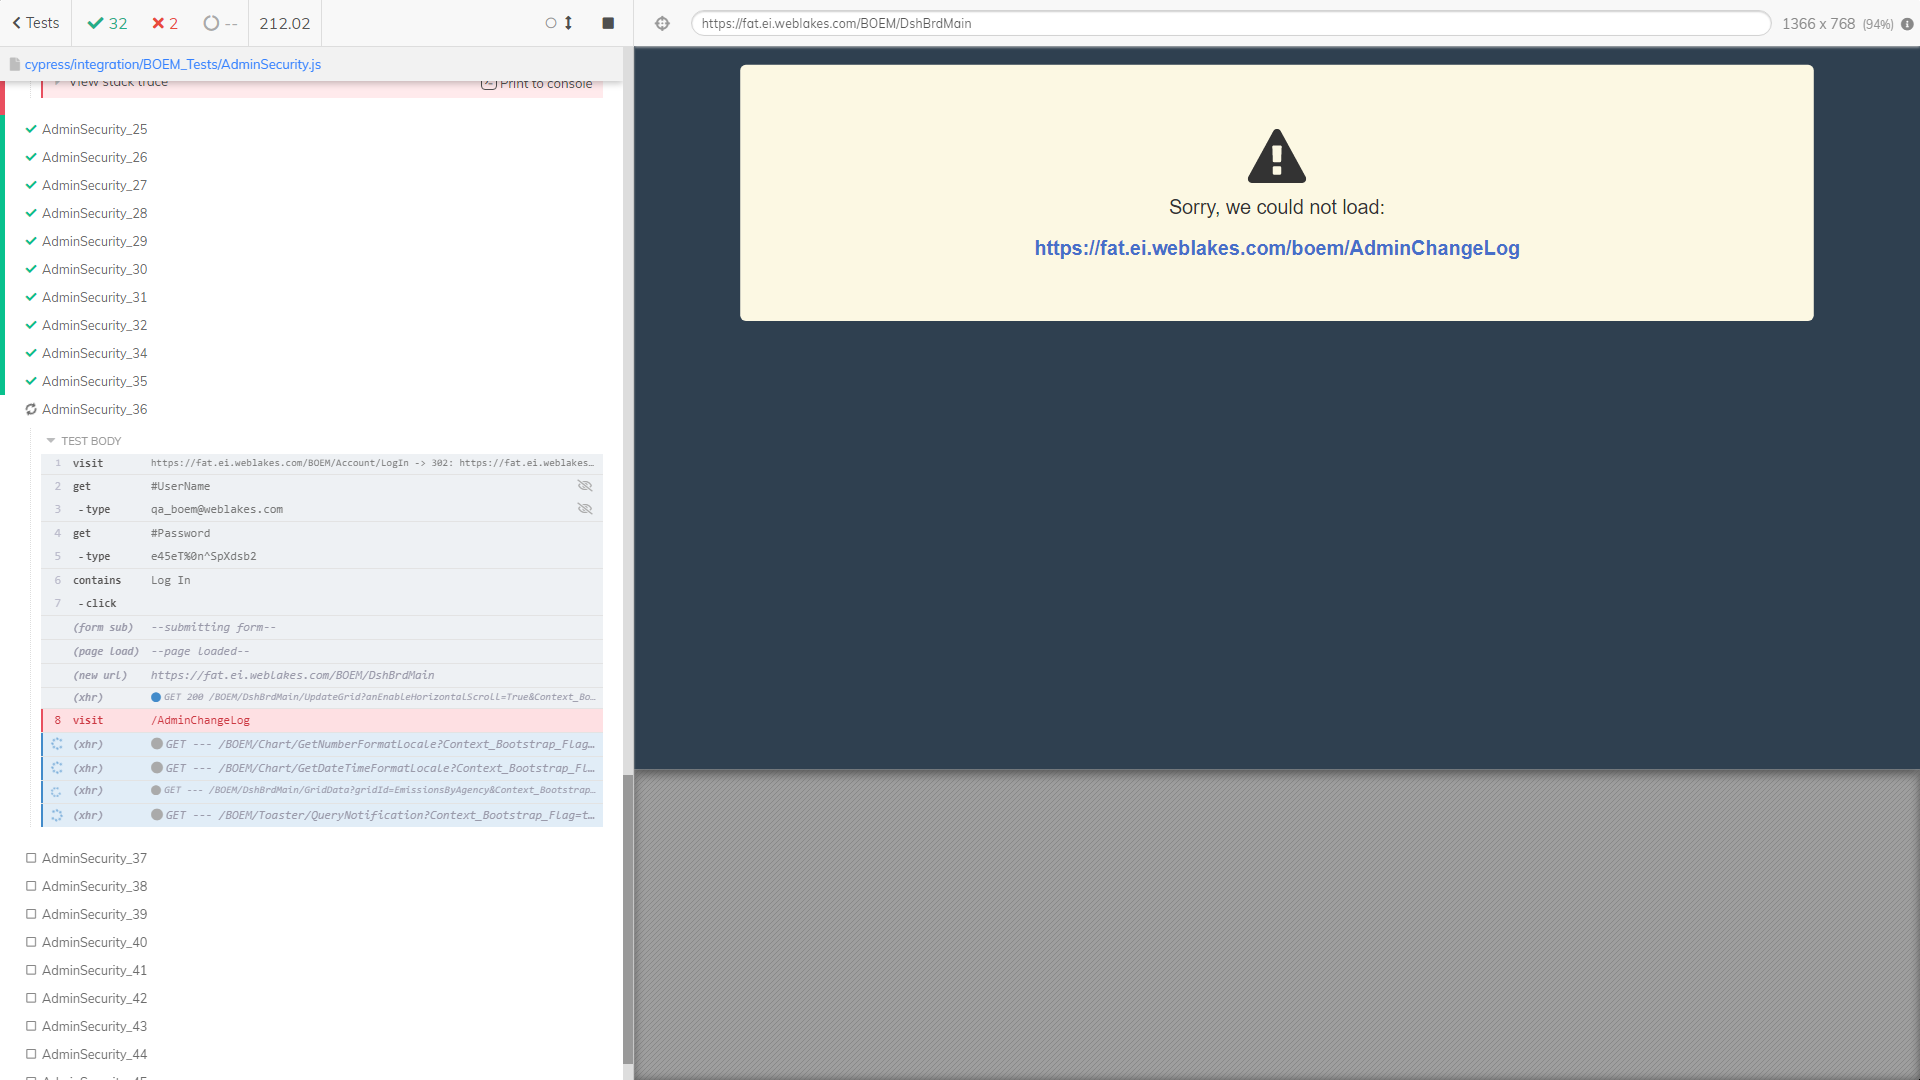 Tests
32
2
--
212.02
https://fat.ei.weblakes.com/BOEM/DshBrdMain
1366 x 768 (94%)
cypress/integration/BOEM_Tests/AdminSecurity.js
View stack trace
Print to console
AdminSecurity_25
AdminSecurity_26
AdminSecurity_27
AdminSecurity_28
AdminSecurity_29
AdminSecurity_30
AdminSecurity_31
AdminSecurity_32
AdminSecurity_34
AdminSecurity_35
AdminSecurity_36
TEST BODY
1 visit https://fat.ei.weblakes.com/BOEM/Account/LogIn -> 302: https://fat.ei.weblakes…
2 get #UserName
3 -type qa_boem@weblakes.com
4 get #Password
5 -type e45eT%0n^SpXdsb2
6 contains Log In
7 -click
(form sub) --submitting form--
(page load) --page loaded--
(new url) https://fat.ei.weblakes.com/BOEM/DshBrdMain
(xhr) GET 200 /BOEM/DshBrdMain/UpdateGrid?anEnableHorizontalScroll=True&Context_Bo…
8 visit /AdminChangeLog
(xhr) GET --- /BOEM/Chart/GetNumberFormatLocale?Context_Bootstrap_Flag…
(xhr) GET --- /BOEM/Chart/GetDateTimeFormatLocale?Context_Bootstrap_Fl…
(xhr) GET --- /BOEM/DshBrdMain/GridData?gridId=EmissionsByAgency&Context_Bootstrap…
(xhr) GET --- /BOEM/Toaster/QueryNotification?Context_Bootstrap_Flag=t…
AdminSecurity_37
AdminSecurity_38
AdminSecurity_39
AdminSecurity_40
AdminSecurity_41
AdminSecurity_42
AdminSecurity_43
AdminSecurity_44
AdminSecurity_45
Sorry, we could not load:
https://fat.ei.weblakes.com/boem/AdminChangeLog